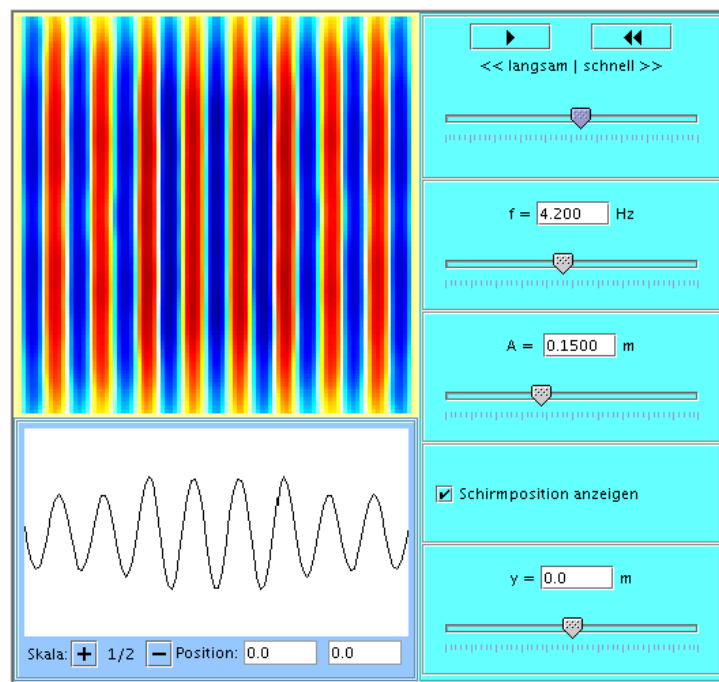 << langsam | schnell >>
f = 4.200 Hz
A = 0.1500 m
Schirmposition anzeigen
y = 0.0 m
Skala: + 1/2 − Position: 0.0 0.0